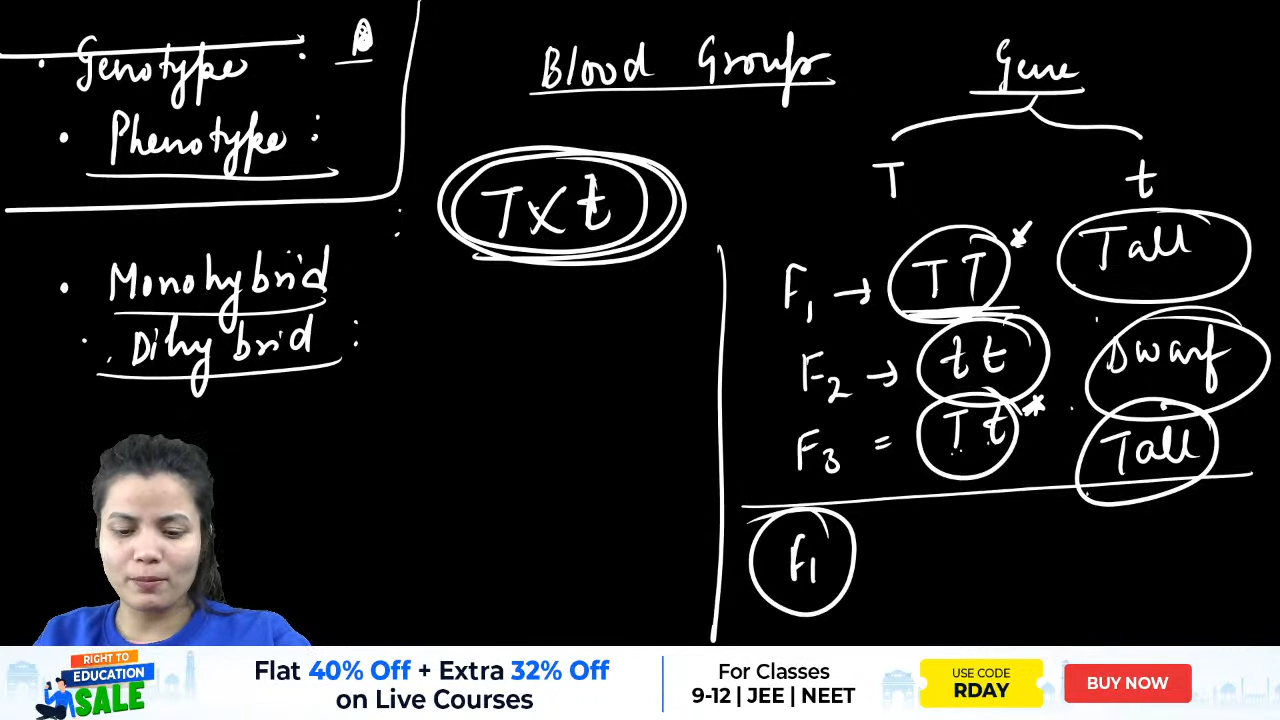 · Genotype :
· Phenotype :
· Monohybrid
· Dihybrid :
Blood Groups
T x t
Gene
T t
F1 → TT* Tall
F2 → tt Dwarf
F3 = Tt* Tall
F1
RIGHT TO
EDUCATION
SALE
Flat 40% Off + Extra 32% Off
on Live Courses
For Classes
9-12 | JEE | NEET
USE CODE
RDAY
BUY NOW